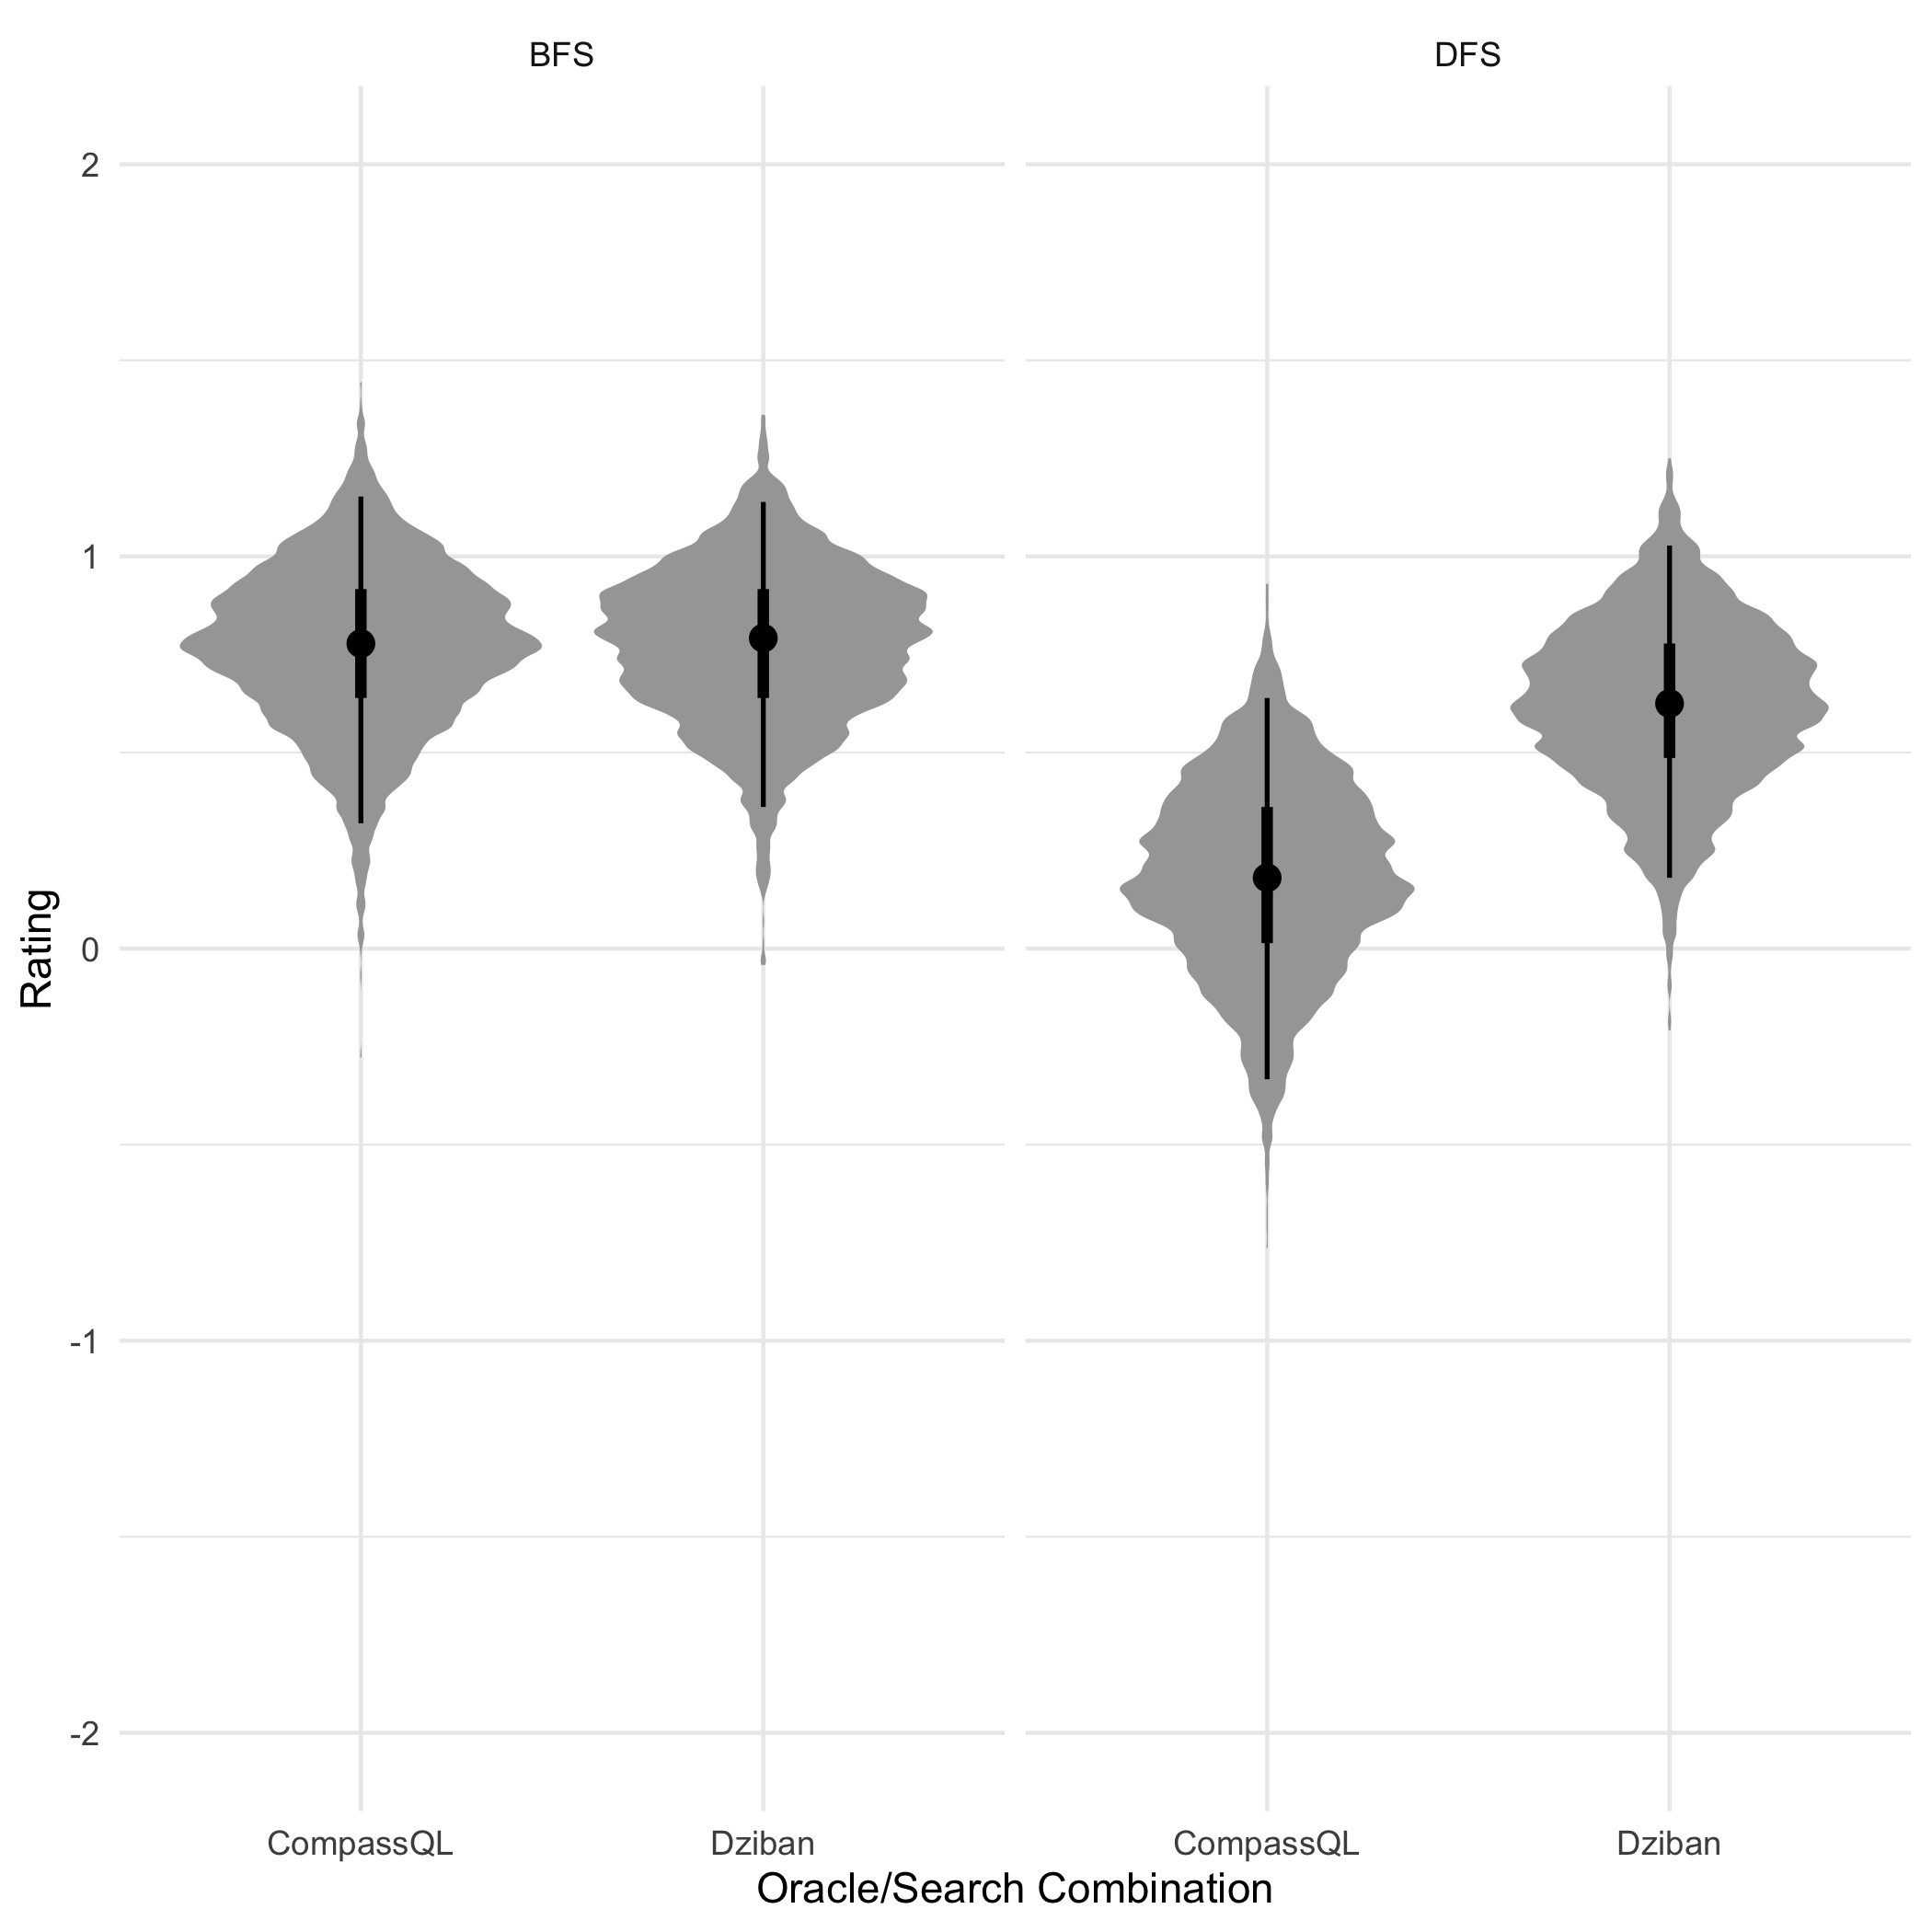 BFS
DFS
2
1
0
-1
-2
Rating
CompassQL
Dziban
CompassQL
Dziban
Oracle/Search Combination